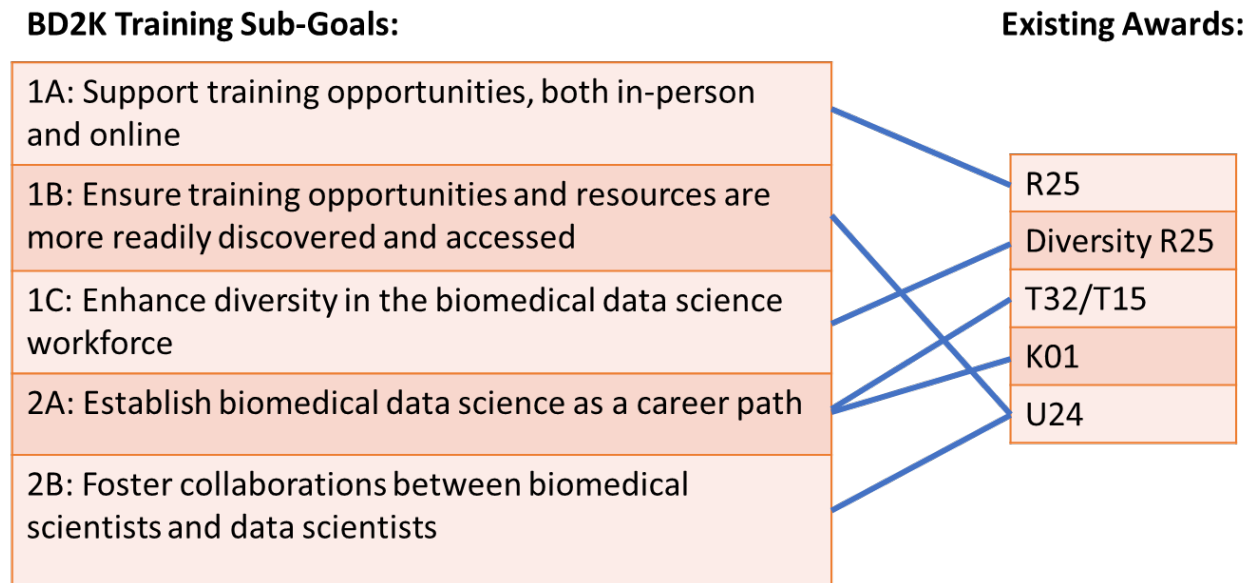 BD2K Training Sub-Goals:
Existing Awards:
1A: Support training opportunities, both in-person
and online
1B: Ensure training opportunities and resources are
more readily discovered and accessed
1C: Enhance diversity in the biomedical data science
workforce
2A: Establish biomedical data science as a career path
2B: Foster collaborations between biomedical
scientists and data scientists
R25
Diversity R25
T32/T15
K01
U24